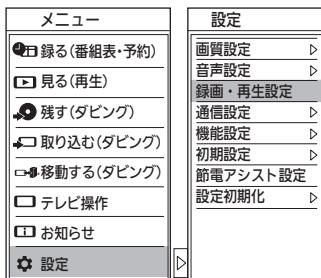 メニュー
録る(番組表・予約)
見る(再生)
残す(ダビング)
取り込む(ダビング)
移動する(ダビング)
テレビ操作
お知らせ
設定
設定
画質設定
音声設定
録画・再生設定
通信設定
機能設定
初期設定
節電アシスト設定
設定初期化